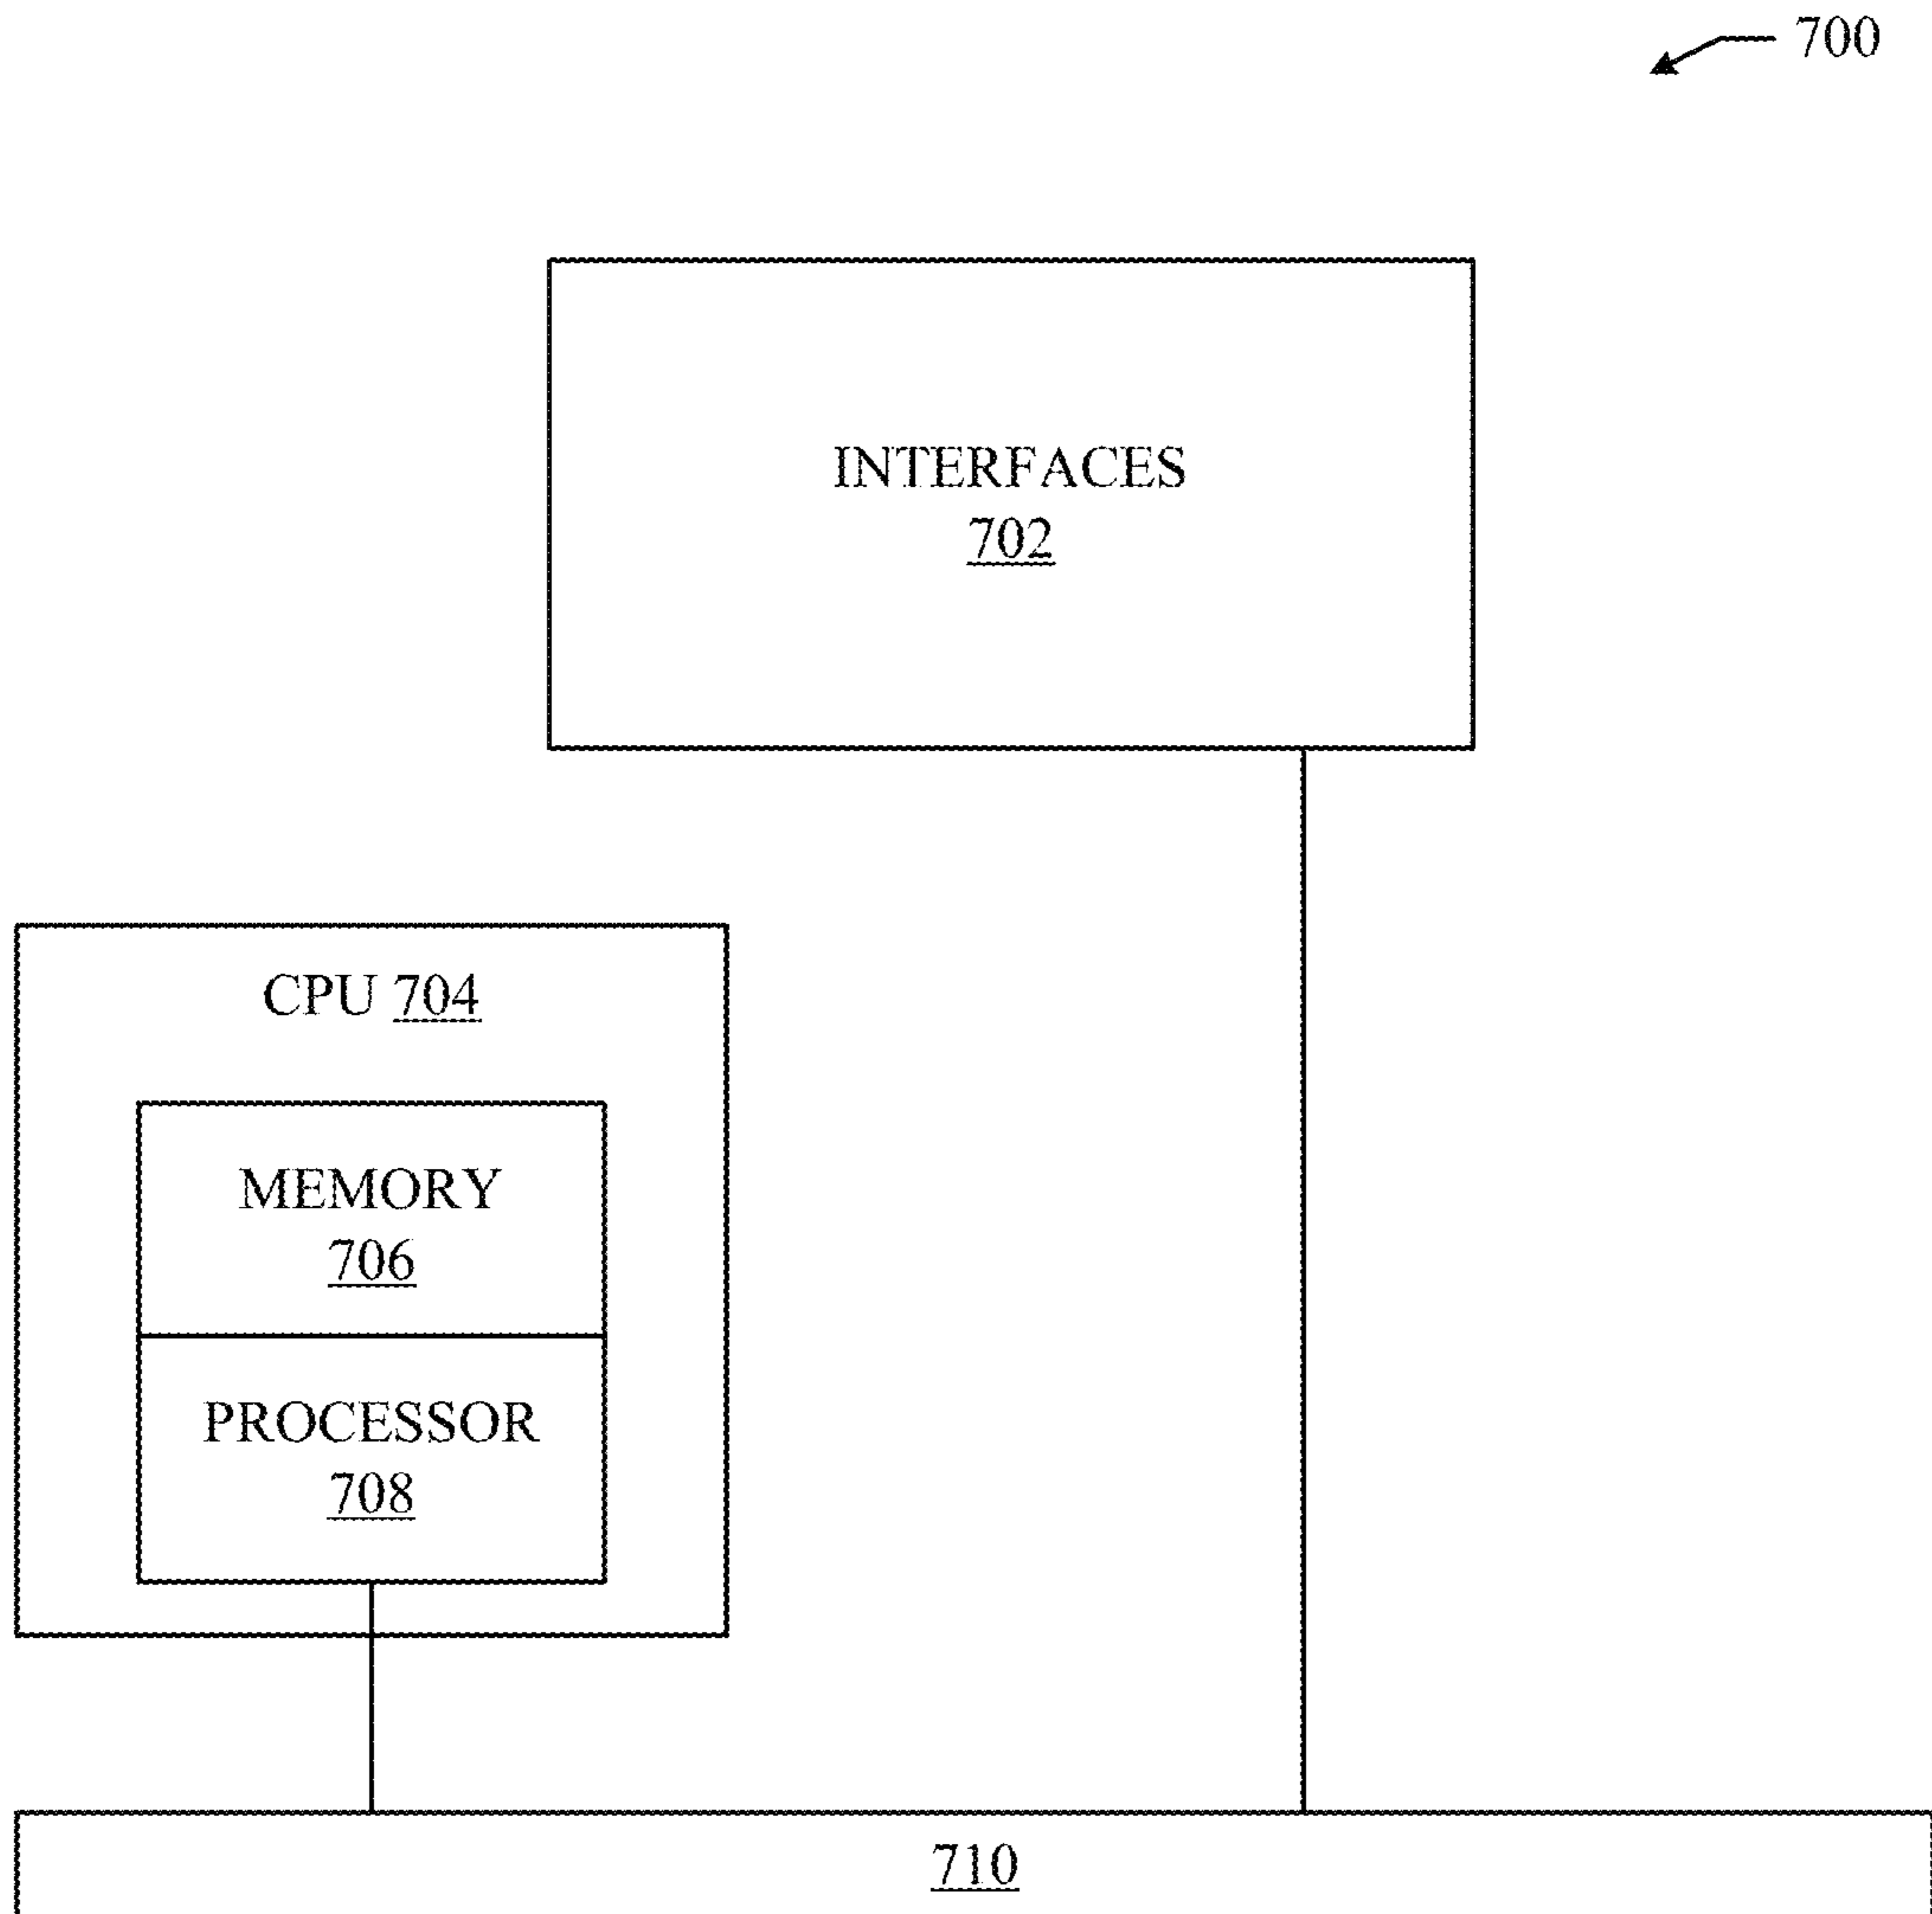 700
INTERFACES
702
CPU 704
MEMORY
706
PROCESSOR
708
710